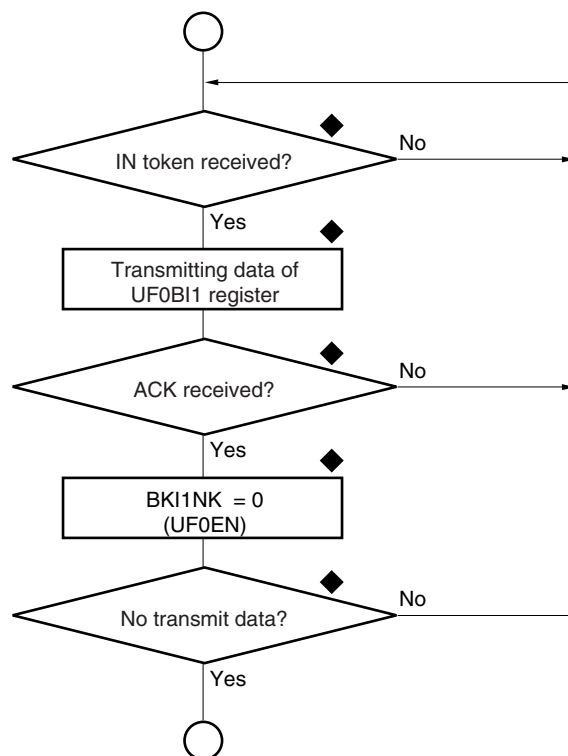 IN token received?
No
Yes
Transmitting data of
UF0BI1 register
ACK received?
No
Yes
BKI1NK = 0
(UF0EN)
No transmit data?
No
Yes